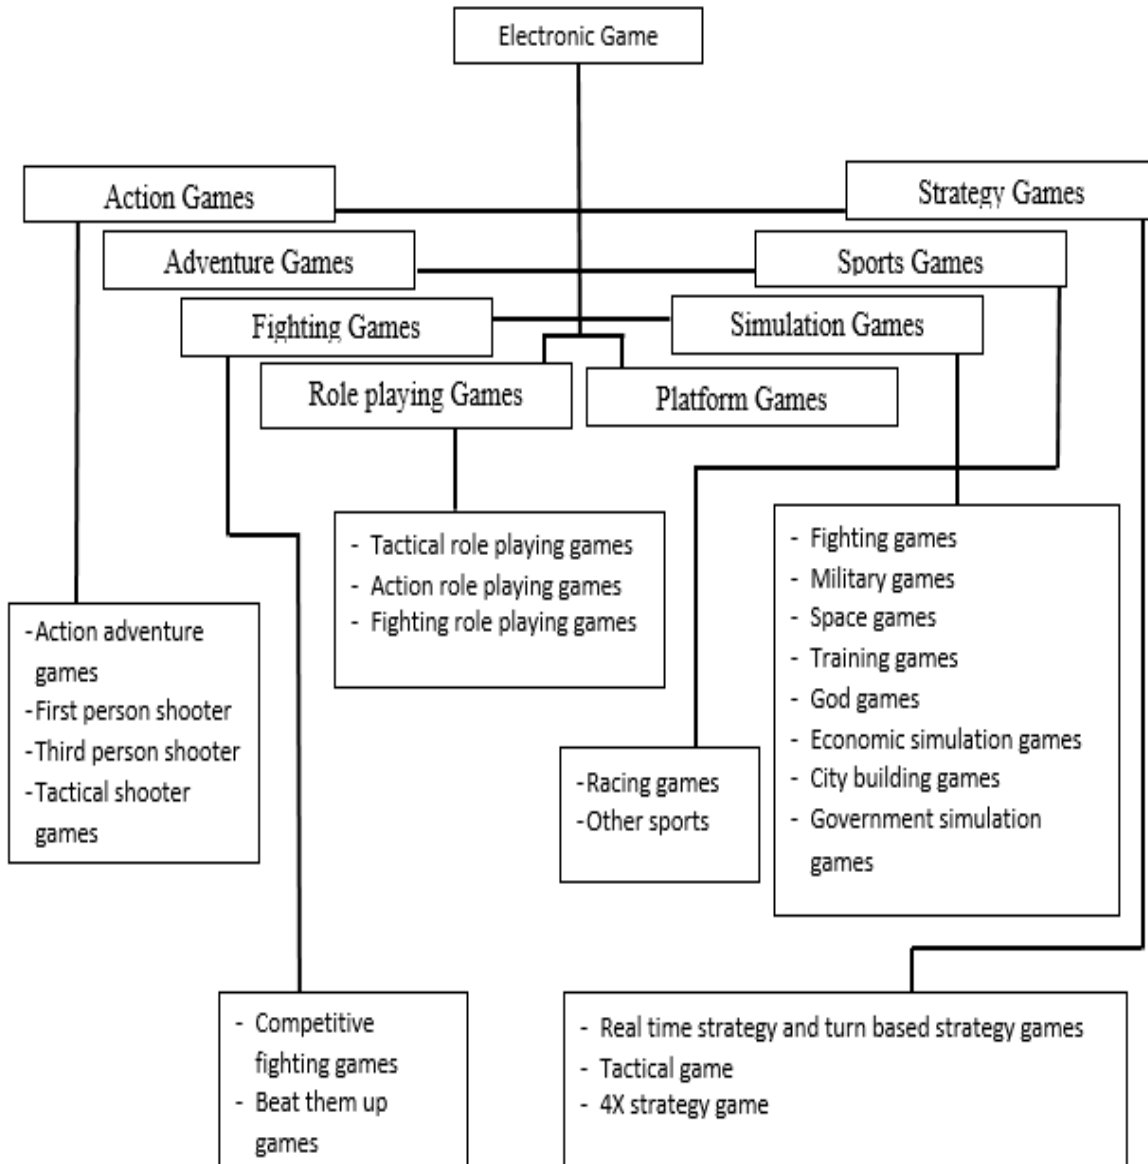 Electronic Game
Action Games
Strategy Games
Adventure Games
Sports Games
Fighting Games
Simulation Games
Role playing Games
Platform Games
- Tactical role playing games
- Action role playing games
- Fighting role playing games
- Fighting games
- Military games
- Space games
- Training games
- God games
- Economic simulation games
- City building games
- Government simulation
games
-Action adventure
games
-First person shooter
-Third person shooter
-Tactical shooter
games
-Racing games
-Other sports
- Competitive
fighting games
- Beat them up
games
- Real time strategy and turn based strategy games
- Tactical game
- 4X strategy game